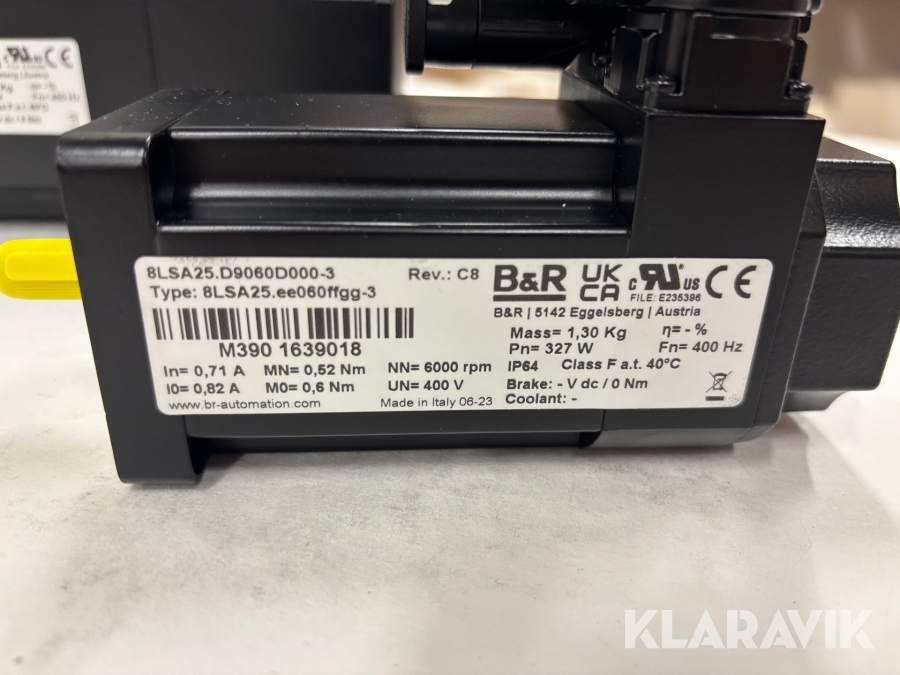 8LSA25.D9060D000-3
Rev.: C8
Type: 8LSA25.ee060ffgg-3
M390 1639018
In= 0,71 A MN= 0,52 Nm NN= 6000 rpm
I0= 0,82 A M0= 0,6 Nm UN= 400 V
www.br-automation.com
Made in Italy 06-23
B&R
UK
CA
c RU us
CE
FILE: E235396
B&R | 5142 Eggelsberg | Austria
Mass= 1,30 Kg η= - %
Pn= 327 W Fn= 400 Hz
IP64 Class F a.t. 40°C
Brake: - V dc / 0 Nm
Coolant: -
KLARAVIK